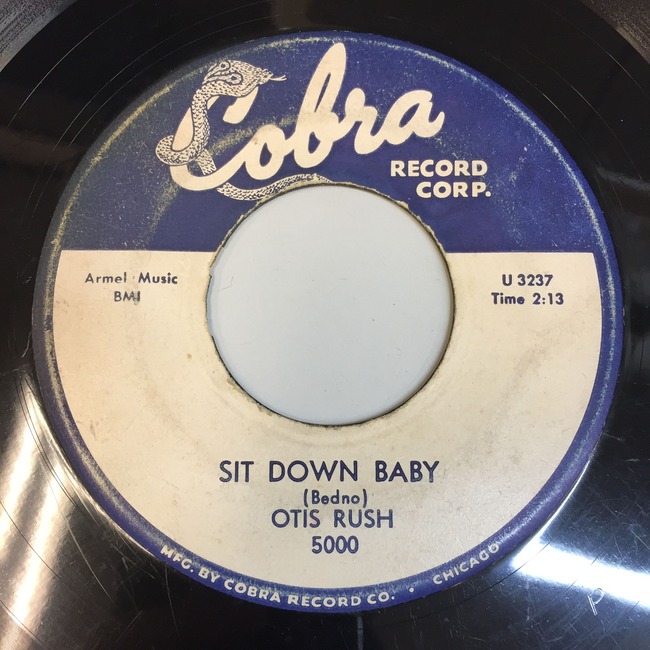 Cobra
RECORD
CORP.
Armel Music
BMI
U 3237
Time 2:13
SIT DOWN BABY
(Bedno)
OTIS RUSH
5000
MFG. BY COBRA RECORD CO. • CHICAGO